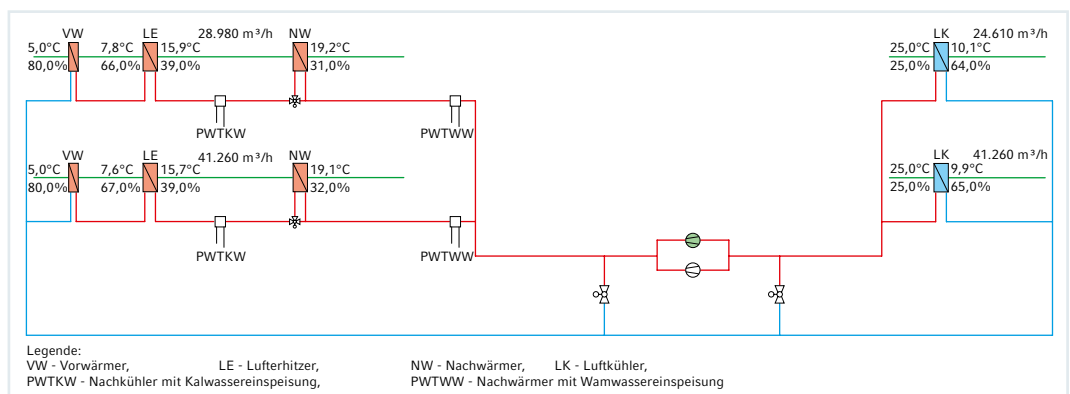 VW LE 28.980 m³/h NW LK 24.610 m³/h
5,0°C 7,8°C 15,9°C 19,2°C 25,0°C 10,1°C
80,0% 66,0% 39,0% 31,0% 25,0% 64,0%
PWTKW PWTWW
VW LE 41.260 m³/h NW LK 41.260 m³/h
5,0°C 7,6°C 15,7°C 19,1°C 25,0°C 9,9°C
80,0% 67,0% 39,0% 32,0% 25,0% 65,0%
PWTKW PWTWW
Legende:
VW - Vorwärmer, LE - Lufterhitzer, NW - Nachwärmer, LK - Luftkühler,
PWTKW - Nachkühler mit Kalwassereinspeisung, PWTWW - Nachwärmer mit Wamwassereinspeisung